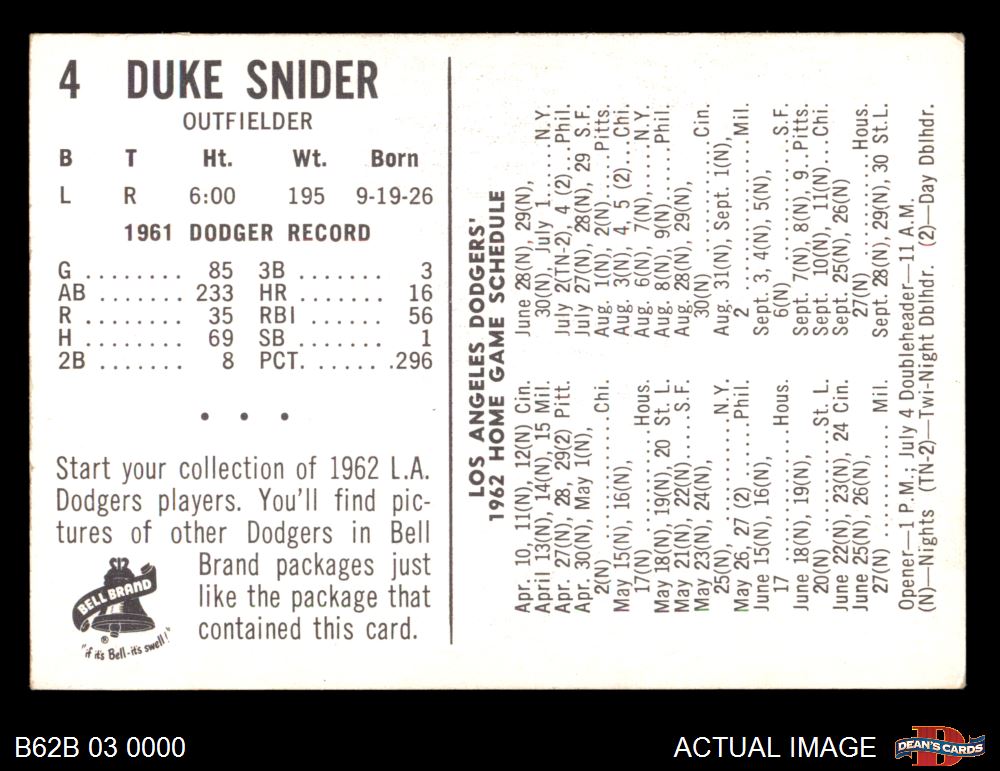 4 DUKE SNIDER
OUTFIELDER
B T Ht. Wt. Born
L R 6:00 195 9-19-26
1961 DODGER RECORD
G ........ 85 3B .......... 3
AB ....... 233 HR ........ 16
R ........ 35 RBI ....... 56
H ........ 69 SB ......... 1
2B ....... 8 PCT. ..... .296
• • •
Start your collection of 1962 L.A.
Dodgers players. You'll find pic-
tures of other Dodgers in Bell
Brand packages just
like the package that
contained this card.
BELL BRAND
®
"if it's Bell-it's swell!"
LOS ANGELES DODGERS'
1962 HOME GAME SCHEDULE
Apr. 10, 11(N), 12(N) Cin.
April 13(N), 14(N), 15 Mil.
Apr. 27(N), 28, 29(2) Pitt.
Apr. 30(N), May 1(N),
2(N) ..............Chi.
May 15(N), 16(N),
17(N) ............Hous.
May 18(N), 19(N), 20 St. L.
May 21(N), 22(N) ......S.F.
May 23(N), 24(N),
25(N), .............N.Y.
May 26, 27 (2) ......Phil.
June 15(N), 16(N),
17 ...............Hous.
June 18(N), 19(N),
20(N) ............St. L.
June 22(N), 23(N), 24 Cin.
June 25(N), 26(N),
27(N) ............. Mil.
June 28(N), 29(N),
30(N), July 1.....N.Y.
July 2(TN-2), 4 (2)...Phil.
July 27(N), 28(N), 29 S.F.
Aug. 1(N), 2(N).....Pitts.
Aug. 3(N), 4, 5 (2)...Chi.
Aug. 6(N), 7(N),.....N.Y.
Aug. 8(N), 9(N).....Phil.
Aug. 28(N), 29(N),
30(N) .............Cin.
Aug. 31(N), Sept. 1(N),
2 .................Mil.
Sept. 3, 4(N), 5(N),
6(N) ..............S.F.
Sept. 7(N), 8(N), 9..Pitts.
Sept. 10(N), 11(N)...Chi.
Sept. 25(N), 26(N)
27(N) ............Hous.
Sept. 28(N), 29(N), 30 St.L.
Opener—1 P.M.; July 4 Doubleheader—11 A.M.
(N)—Nights (TN-2)—Twi-Night Dblhdr. (2)—Day Dblhdr.
B62B 03 0000
ACTUAL IMAGE
DEAN'S CARDS